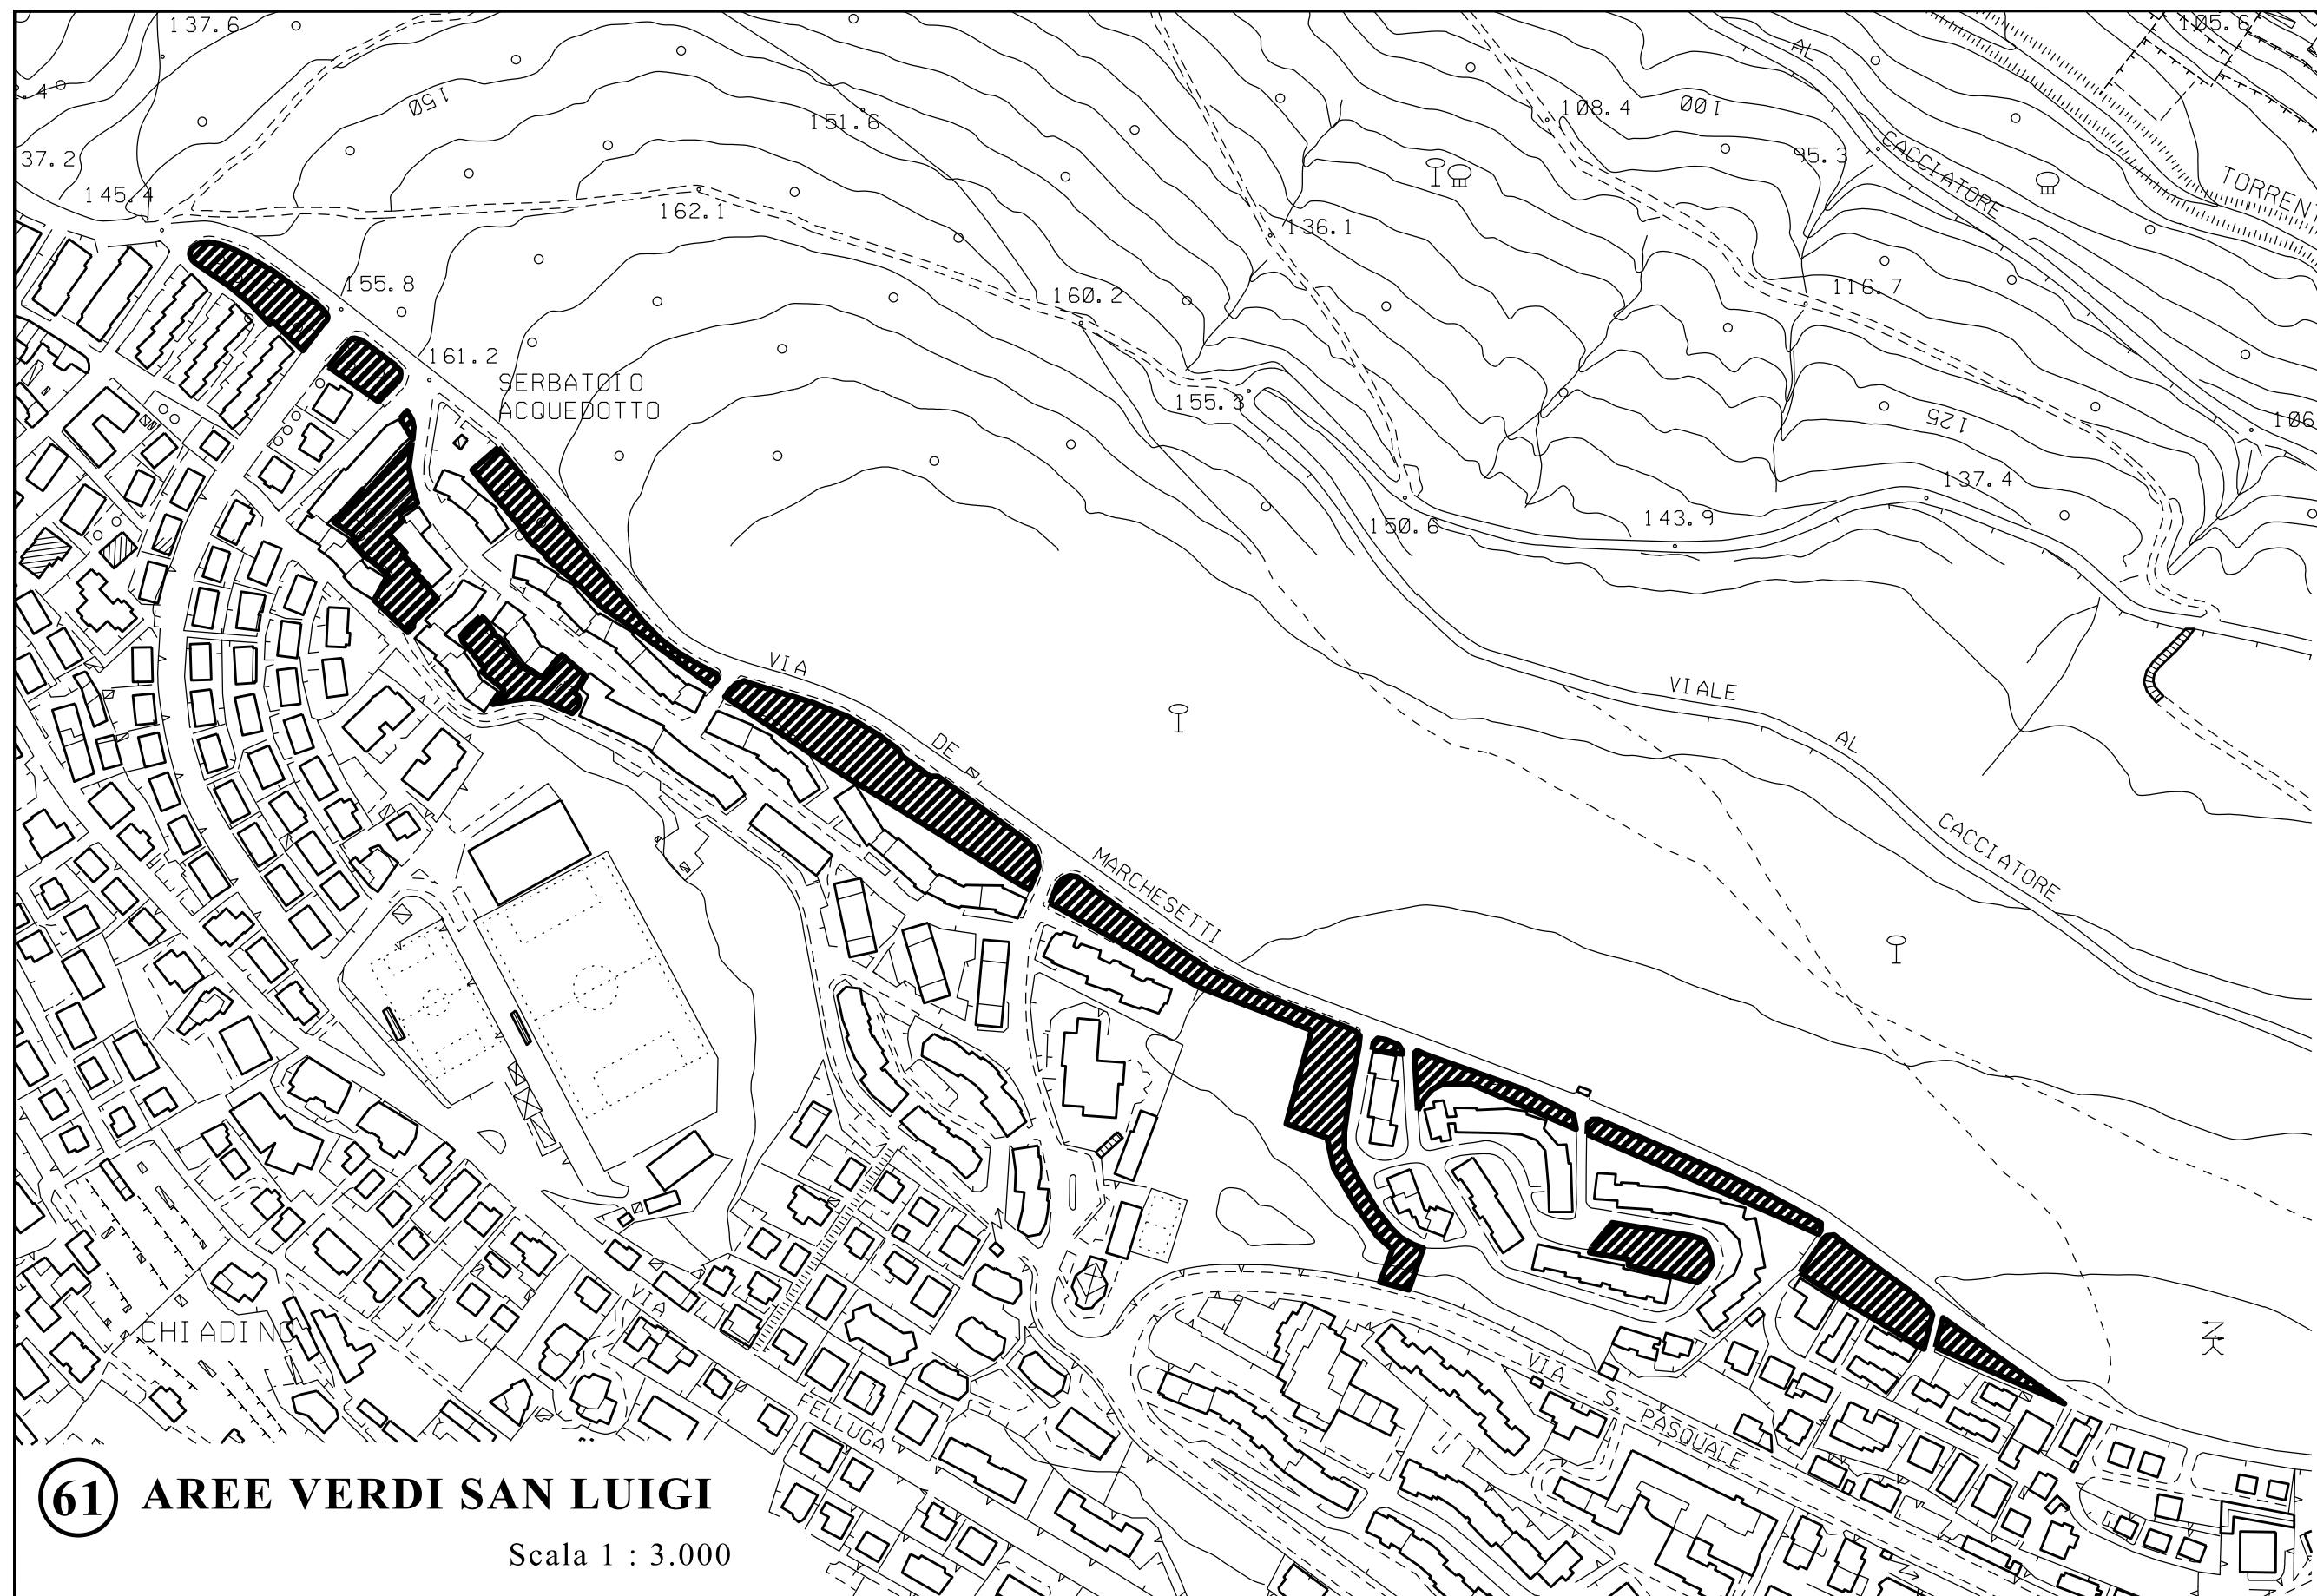 137.6
105.6
AL
150
151.6
108.4
100
37.2
95.3
CACCIATORE
145.4
162.1
136.1
155.8
160.2
116.7
161.2
SERBATOIO
ACQUEDOTTO
155.3
125
106
137.4
150.6
143.9
VIA
DE
MARCHESETTI
VIALE
AL
CACCIATORE
CHIADINO
VIA
FELLUGA
VIA
S. PASQUALE
61 AREE VERDI SAN LUIGI
Scala 1 : 3.000